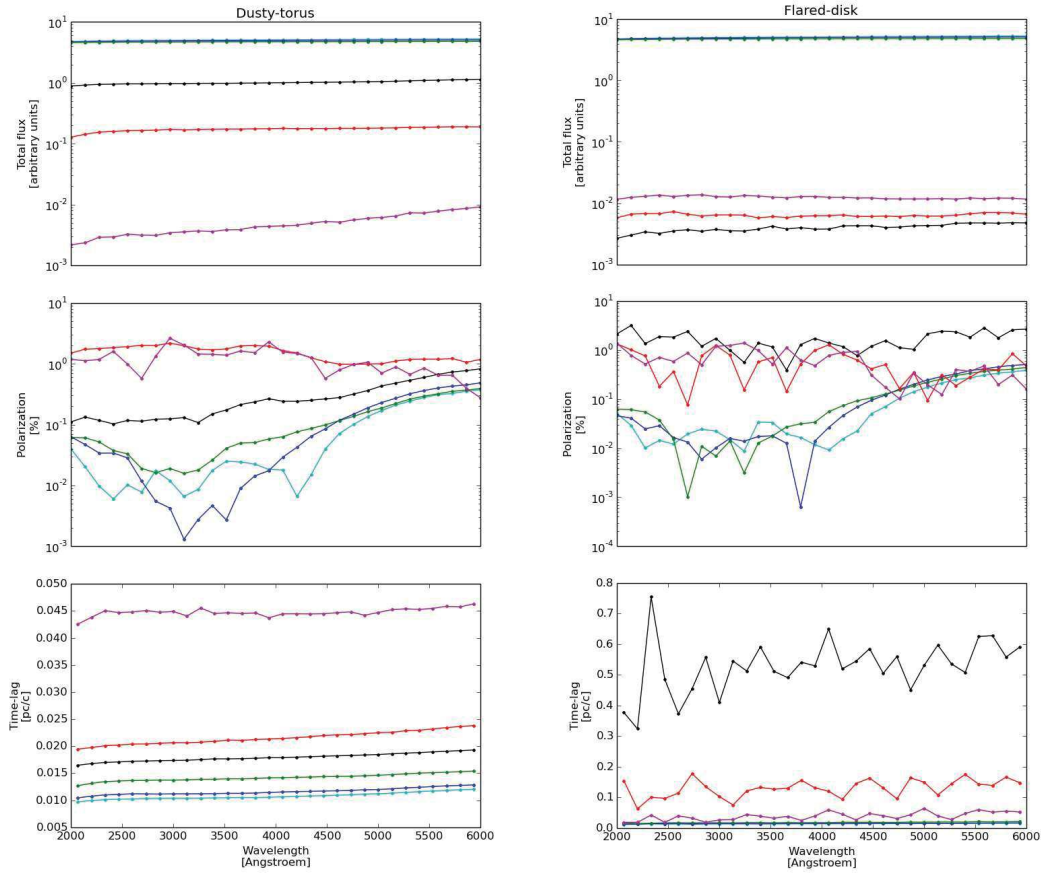 Dusty-torus
Flared-disk
10^1
10^0
10^-1
10^-2
10^-3
Total flux
[arbitrary units]
10^1
10^0
10^-1
10^-2
10^-3
Total flux
[arbitrary units]
10^1
10^0
10^-1
10^-2
10^-3
Polarization
[%]
10^1
10^0
10^-1
10^-2
10^-3
10^-4
Polarization
[%]
0.050
0.045
0.040
0.035
0.030
0.025
0.020
0.015
0.010
0.005
Time-lag
[pc/c]
2000 2500 3000 3500 4000 4500 5000 5500 6000
Wavelength
[Angstroem]
0.8
0.7
0.6
0.5
0.4
0.3
0.2
0.1
0.0
Time-lag
[pc/c]
2000 2500 3000 3500 4000 4500 5000 5500 6000
Wavelength
[Angstroem]